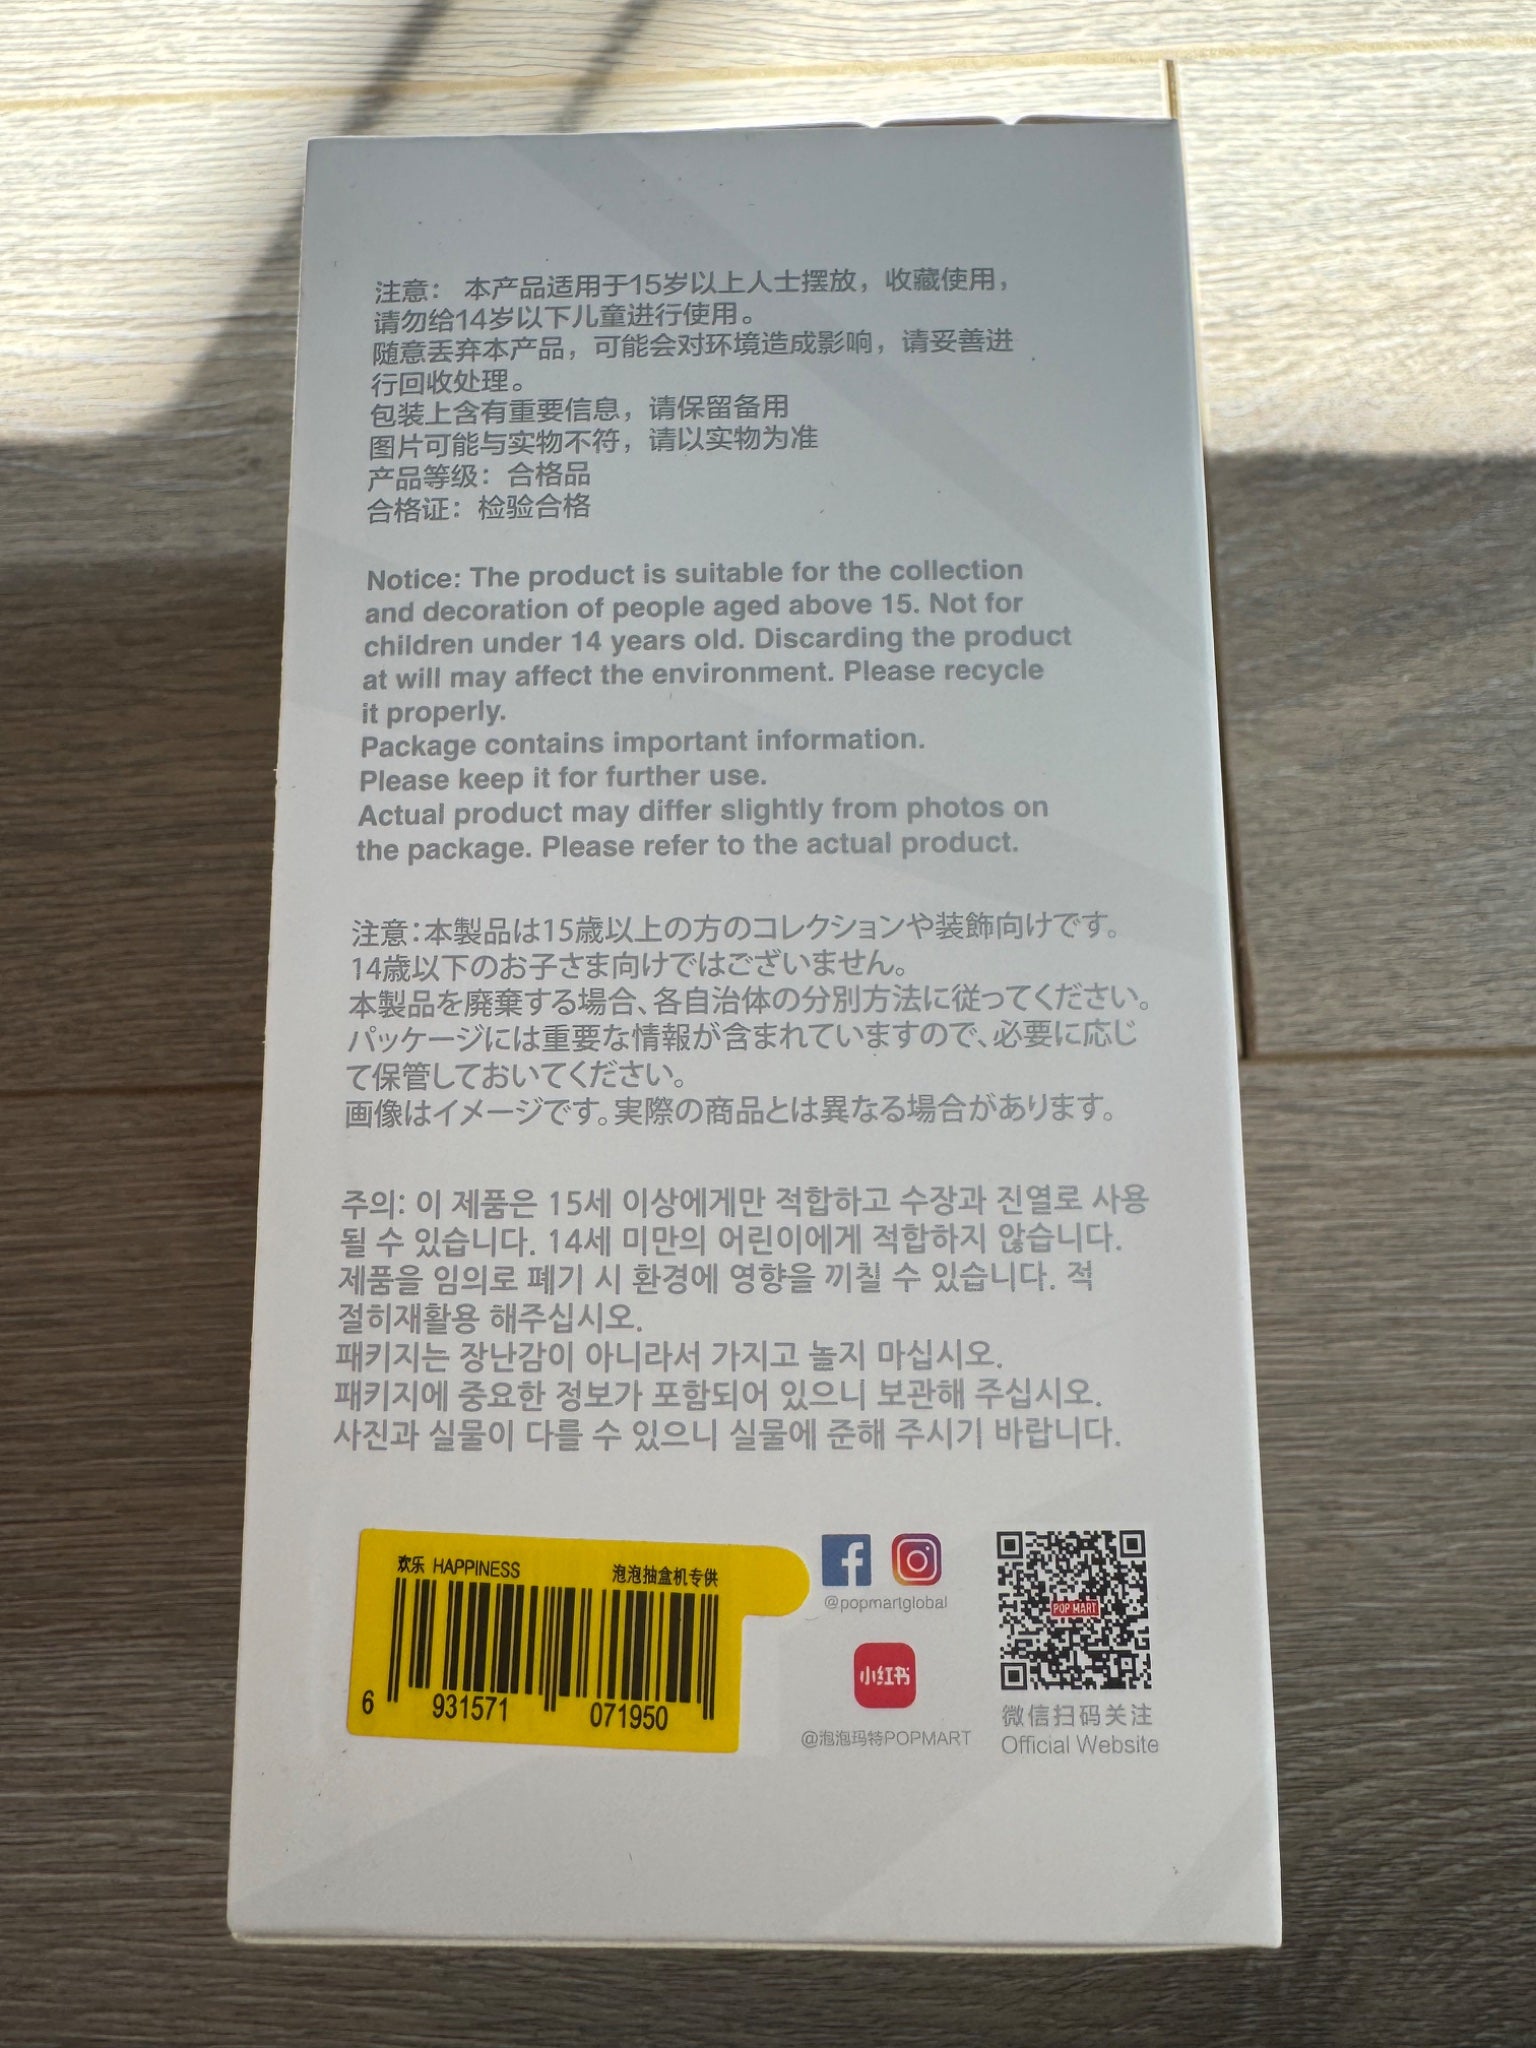 注意： 本产品适用于15岁以上人士摆放，收藏使用，
请勿给14岁以下儿童进行使用。
随意丢弃本产品，可能会对环境造成影响，请妥善进
行回收处理。
包装上含有重要信息，请保留备用
图片可能与实物不符，请以实物为准
产品等级：合格品
合格证：检验合格
Notice: The product is suitable for the collection
and decoration of people aged above 15. Not for
children under 14 years old. Discarding the product
at will may affect the environment. Please recycle
it properly.
Package contains important information.
Please keep it for further use.
Actual product may differ slightly from photos on
the package. Please refer to the actual product.
注意：本製品は15歳以上の方のコレクションや装飾向けです。
14歳以下のお子さま向けではございません。
本製品を廃棄する場合、各自治体の分別方法に従ってください。
パッケージには重要な情報が含まれていますので、必要に応じ
て保管しておいてください。
画像はイメージです。実際の商品とは異なる場合があります。
주의: 이 제품은 15세 이상에게만 적합하고 수장과 진열로 사용
될 수 있습니다. 14세 미만의 어린이에게 적합하지 않습니다.
제품을 임의로 폐기 시 환경에 영향을 끼칠 수 있습니다. 적
절히재활용 해주십시오.
패키지는 장난감이 아니라서 가지고 놀지 마십시오.
패키지에 중요한 정보가 포함되어 있으니 보관해 주십시오.
사진과 실물이 다를 수 있으니 실물에 준해 주시기 바랍니다.
欢乐 HAPPINESS 泡泡抽盒机专供
6 931571 071950
@popmartglobal
小红书
@泡泡玛特POPMART
POP MART
微信扫码关注
Official Website